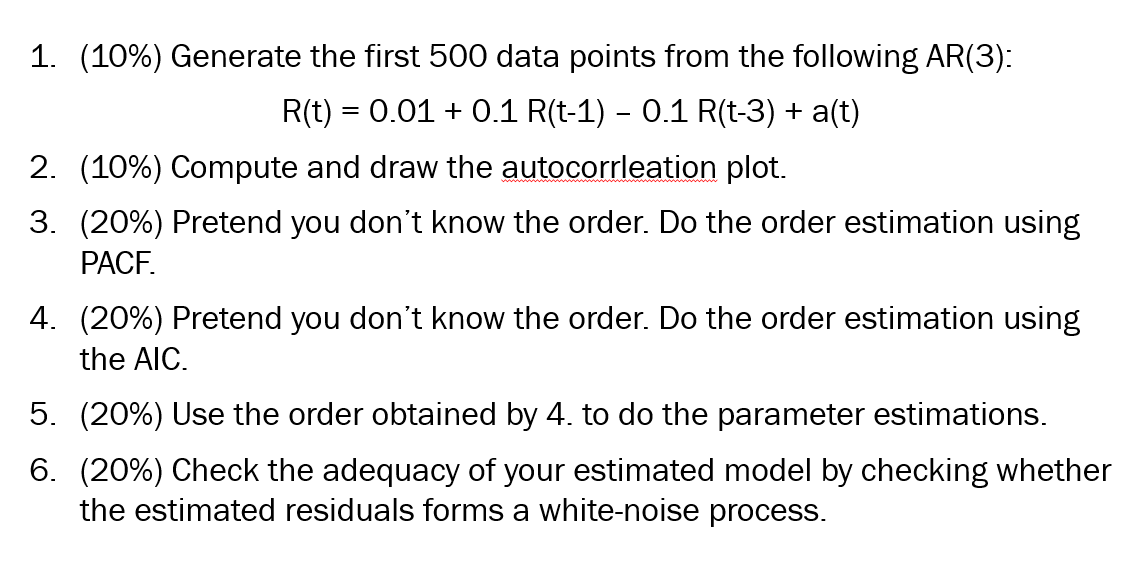 1. (10%) Generate the first 500 data points from the following AR(3):
R(t) = 0.01 + 0.1 R(t-1) – 0.1 R(t-3) + a(t)
2. (10%) Compute and draw the autocorrleation plot.
3. (20%) Pretend you don’t know the order. Do the order estimation using
PACF.
4. (20%) Pretend you don’t know the order. Do the order estimation using
the AIC.
5. (20%) Use the order obtained by 4. to do the parameter estimations.
6. (20%) Check the adequacy of your estimated model by checking whether
the estimated residuals forms a white-noise process.